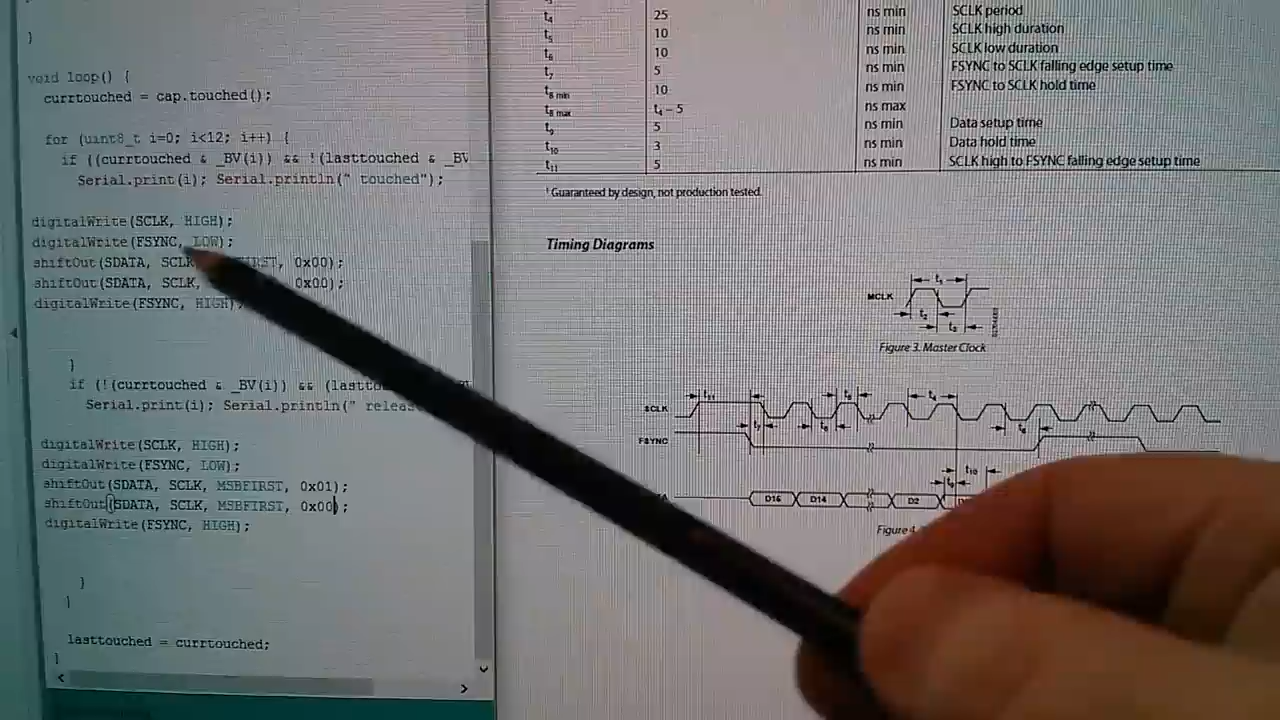 }
void loop() {
currtouched = cap.touched();
for (uint8_t i=0; i<12; i++) {
if ((currtouched & _BV(i)) && !(lasttouched & _BV
Serial.print(i); Serial.println(" touched");
digitalWrite(SCLK, HIGH);
digitalWrite(FSYNC, LOW);
shiftOut(SDATA, SCLK 0x00);
shiftOut(SDATA, SCLK, 0x00);
digitalWrite(FSYNC, HIGH);
}
if (!(currtouched & _BV(i)) && (lastto
Serial.print(i); Serial.println(" releas
digitalWrite(SCLK, HIGH);
digitalWrite(FSYNC, LOW);
shiftOut(SDATA, SCLK, MSBFIRST, 0x01);
shiftOut(SDATA, SCLK, MSBFIRST, 0x00);
digitalWrite(FSYNC, HIGH);
}
}
lasttouched = currtouched;
}
t4 25 ns min SCLK period
t5 10 ns min SCLK high duration
t6 10 ns min SCLK low duration
t7 5 ns min FSYNC to SCLK falling edge setup time
t8 min 10 ns min FSYNC to SCLK hold time
t8 max t4 – 5 ns max
t9 5 ns min Data setup time
t10 3 ns min Data hold time
t11 5 ns min SCLK high to FSYNC falling edge setup time
¹ Guaranteed by design, not production tested.
Timing Diagrams
t1
MCLK
t2
t3
Figure 3. Master Clock
t11 t5 t4
SCLK
t7 t6 t8
FSYNC
t10
t9
D15 D14 D2
Figure 4.